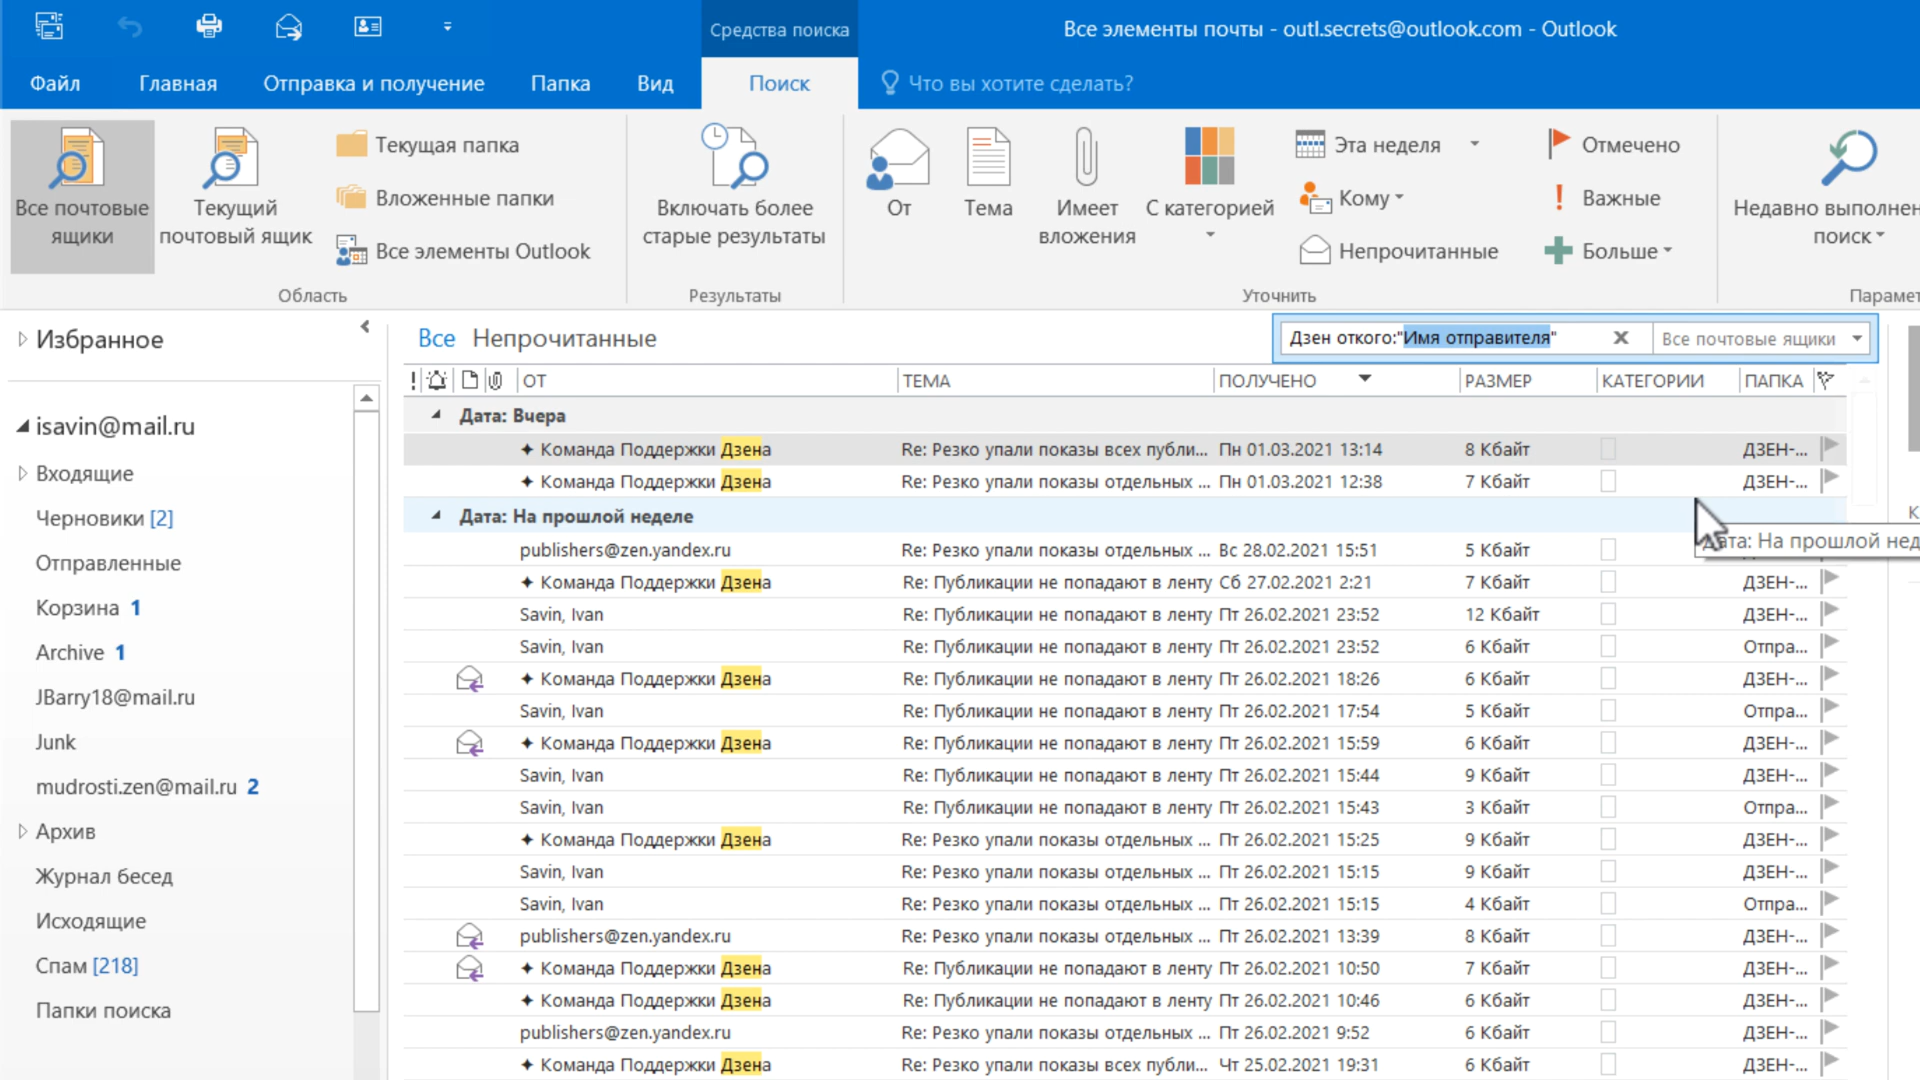 Средства поиска
Все элементы почты - outl.secrets@outlook.com - Outlook
Файл Главная Отправка и получение Папка Вид Поиск Что вы хотите сделать?
Все почтовые ящики
Текущий почтовый ящик
Текущая папка
Вложенные папки
Все элементы Outlook
Область
Включать более старые результаты
Результаты
От
Тема
Имеет вложения
С категорией
Эта неделя
Кому
Непрочитанные
Отмечено
! Важные
Больше
Уточнить
Недавно выполнен
поиск
Парамет
Избранное
isavin@mail.ru
Входящие
Черновики [2]
Отправленные
Корзина 1
Archive 1
JBarry18@mail.ru
Junk
mudrosti.zen@mail.ru 2
Архив
Журнал бесед
Исходящие
Спам [218]
Папки поиска
Все Непрочитанные
Дзен откого:"Имя отправителя"
Все почтовые ящики
! ОТ ТЕМА ПОЛУЧЕНО РАЗМЕР КАТЕГОРИИ ПАПКА
Дата: Вчера
Команда Поддержки Дзена Re: Резко упали показы всех публи... Пн 01.03.2021 13:14 8 Кбайт ДЗЕН-...
Команда Поддержки Дзена Re: Резко упали показы отдельных ... Пн 01.03.2021 12:38 7 Кбайт ДЗЕН-...
Дата: На прошлой неделе
Дата: На прошлой нед
publishers@zen.yandex.ru Re: Резко упали показы отдельных ... Вс 28.02.2021 15:51 5 Кбайт
Команда Поддержки Дзена Re: Публикации не попадают в ленту Сб 27.02.2021 2:21 7 Кбайт ДЗЕН-...
Savin, Ivan Re: Публикации не попадают в ленту Пт 26.02.2021 23:52 12 Кбайт ДЗЕН-...
Savin, Ivan Re: Публикации не попадают в ленту Пт 26.02.2021 23:52 6 Кбайт Отпра...
Команда Поддержки Дзена Re: Публикации не попадают в ленту Пт 26.02.2021 18:26 6 Кбайт ДЗЕН-...
Savin, Ivan Re: Публикации не попадают в ленту Пт 26.02.2021 17:54 5 Кбайт Отпра...
Команда Поддержки Дзена Re: Публикации не попадают в ленту Пт 26.02.2021 15:59 6 Кбайт ДЗЕН-...
Savin, Ivan Re: Публикации не попадают в ленту Пт 26.02.2021 15:44 9 Кбайт ДЗЕН-...
Savin, Ivan Re: Публикации не попадают в ленту Пт 26.02.2021 15:43 3 Кбайт Отпра...
Команда Поддержки Дзена Re: Резко упали показы отдельных ... Пт 26.02.2021 15:25 9 Кбайт ДЗЕН-...
Savin, Ivan Re: Резко упали показы отдельных ... Пт 26.02.2021 15:15 9 Кбайт ДЗЕН-...
Savin, Ivan Re: Резко упали показы отдельных ... Пт 26.02.2021 15:15 4 Кбайт Отпра...
publishers@zen.yandex.ru Re: Резко упали показы отдельных ... Пт 26.02.2021 13:39 8 Кбайт ДЗЕН-...
Команда Поддержки Дзена Re: Публикации не попадают в ленту Пт 26.02.2021 10:50 7 Кбайт ДЗЕН-...
Команда Поддержки Дзена Re: Публикации не попадают в ленту Пт 26.02.2021 10:46 6 Кбайт ДЗЕН-...
publishers@zen.yandex.ru Re: Резко упали показы отдельных ... Пт 26.02.2021 9:52 6 Кбайт ДЗЕН-...
Команда Поддержки Дзена Re: Резко упали показы всех публи... Чт 25.02.2021 19:31 6 Кбайт ДЗЕН-...